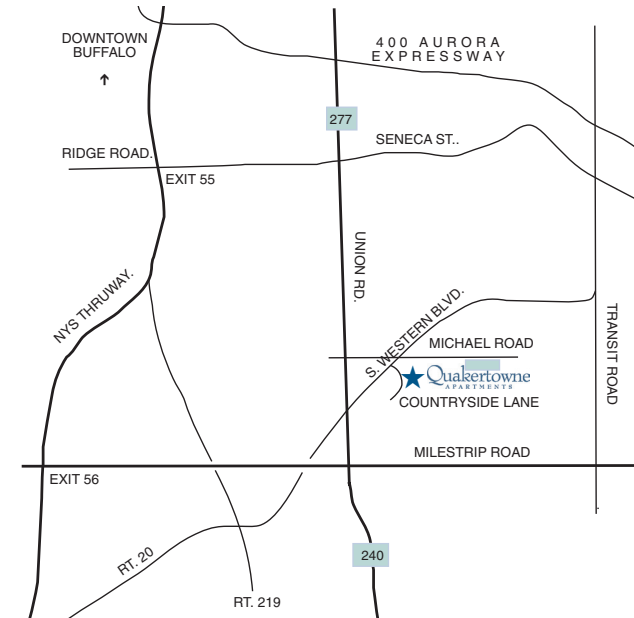 DOWNTOWN
BUFFALO
400 AURORA
EXPRESSWAY
277
SENECA ST..
RIDGE ROAD.
EXIT 55
UNION RD.
NYS THRUWAY.
S. WESTERN BLVD.
TRANSIT ROAD
MICHAEL ROAD
Quakertowne
APARTMENTS
COUNTRYSIDE LANE
MILESTRIP ROAD
EXIT 56
240
RT. 20
RT. 219